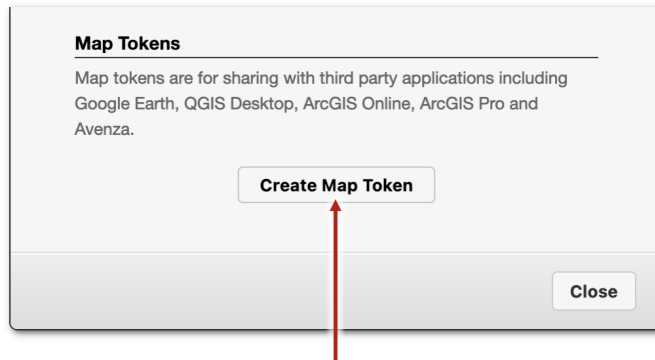 Map Tokens
Map tokens are for sharing with third party applications including
Google Earth, QGIS Desktop, ArcGIS Online, ArcGIS Pro and
Avenza.
Create Map Token
Close